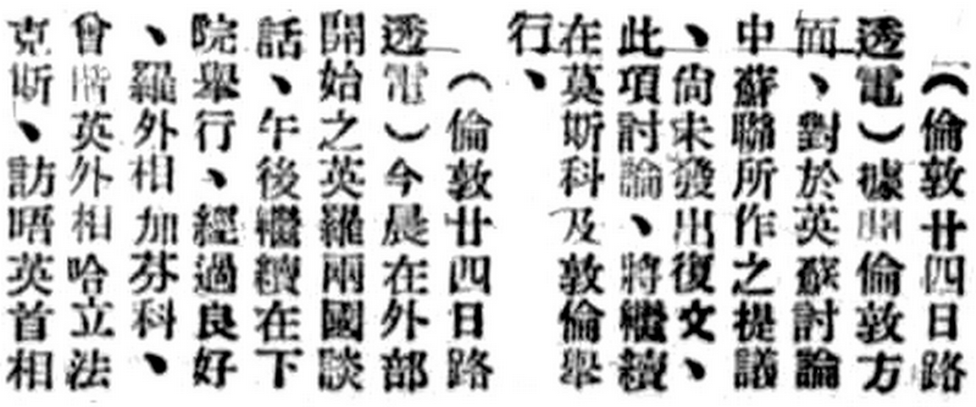 （倫敦廿四日路
透電）據聞倫敦方
面、對於英蘇討論
中蘇聯所作之提議
、尙未發出復文、
此項討論、將繼續
在莫斯科及敦倫舉
行、
（倫敦廿四日路
透電）今晨在外部
開始之英羅兩國談
話、午後繼續在下
院舉行、經過良好
、羅外相加芬科、
曾偕英外相哈立法
克斯、訪晤英首相